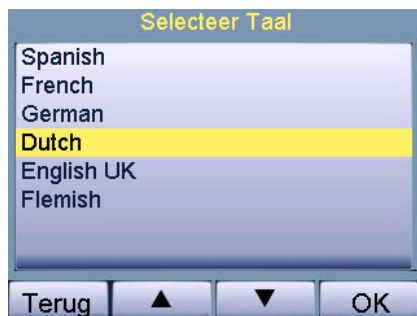 Selecteer Taal
Spanish
French
German
Dutch
English UK
Flemish
Terug ▲ ▼ OK